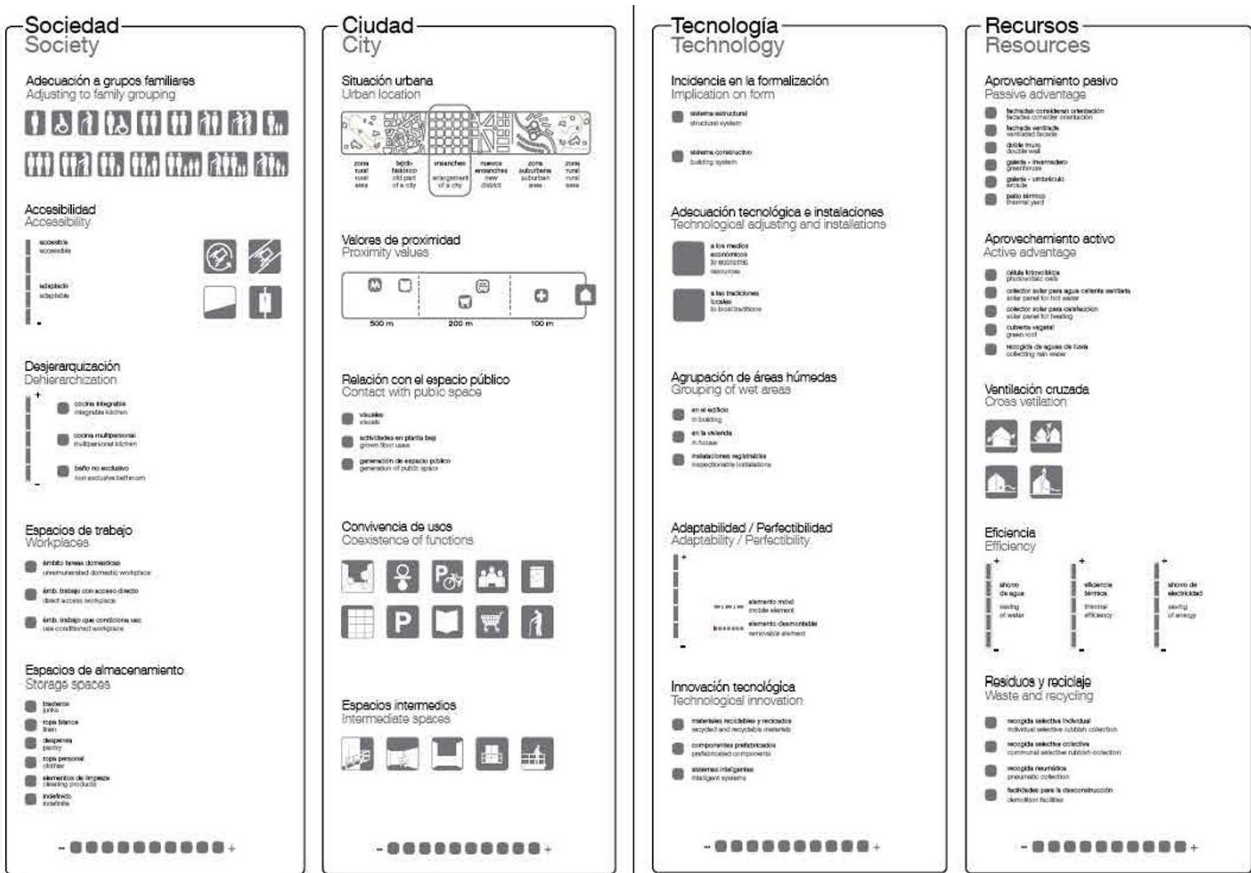 Sociedad
Society
Adecuación a grupos familiares
Adjusting to family grouping
Accesibilidad
Accessibility
accesible
accessible
adaptado
adaptable
-
Desjerarquización
Dehierarchization
+
cocina integrable
integrable kitchen
cocina multipersonal
multipersonal kitchen
baño no exclusivo
non exclusive bathroom
-
Espacios de trabajo
Workplaces
ámbito tareas domésticas
unremunerated domestic workplace
ámb. trabajo con acceso directo
direct access workplace
ámb. trabajo que condiciona uso
use conditioned workplace
Espacios de almacenamiento
Storage spaces
trasteros
junks
ropa blanca
linen
despensa
pantry
ropa personal
clothes
elementos de limpieza
cleaning products
indefinido
indefinite
- +
Ciudad
City
Situación urbana
Urban location
zona
rural
rural
area
tejido
histórico
old part
of a city
ensanches
enlargement
of a city
nuevos
ensanches
new
district
zona
suburbana
suburban
area
zona
rural
rural
area
Valores de proximidad
Proximity values
500 m
200 m
100 m
Relación con el espacio público
Contact with pubic space
visuales
visuals
actividades en planta baja
grown floor uses
generación de espacio público
generation of public space
Convivencia de usos
Coexistence of functions
P
P
Espacios intermedios
Intermediate spaces
- +
Tecnología
Technology
Incidencia en la formalización
Implication on form
sistema estructural
structural system
sistema constructivo
building system
Adecuación tecnológica e instalaciones
Technological adjusting and installations
a los medios
económicos
to economic
resources
a las tradiciones
locales
to local traditions
Agrupación de áreas húmedas
Grouping of wet areas
en el edificio
in building
en la vivienda
in house
instalaciones registrables
inspectionable installations
Adaptabilidad / Perfectibilidad
Adaptability / Perfectibility
+
elemento móvil
mobile element
elemento desmontable
removable element
-
Innovación tecnológica
Technological innovation
materiales reciclables y reciclados
recycled and recyclable materials
componentes prefabricados
prefabricated components
sistemas inteligentes
intelligent systems
- +
Recursos
Resources
Aprovechamiento pasivo
Passive advantage
fachadas consideran orientación
facades consider orientation
fachada ventilada
ventilated facade
doble muro
double wall
galería - invernadero
greenhouse
galería - umbráculo
arcade
patio térmico
thermal yard
Aprovechamiento activo
Active advantage
célula fotovoltaica
photovoltaic cells
colector solar para agua caliente sanitaria
solar panel for hot water
colector solar para calefacción
solar panel for heating
cubierta vegetal
green roof
recogida de aguas de lluvia
collecting rain water
Ventilación cruzada
Cross vetilation
Eficiencia
Efficiency
+
ahorro
de agua
saving
of water
-
+
eficiencia
térmica
thermal
efficiency
-
+
ahorro de
electricidad
saving
of energy
-
Residuos y reciclaje
Waste and recycling
recogida selectiva individual
individual selective rubbish collection
recogida selectiva colectiva
communal selective rubbish collection
recogida neumática
pneumatic collection
facilidades para la desconstrucción
demolition facilities
- +